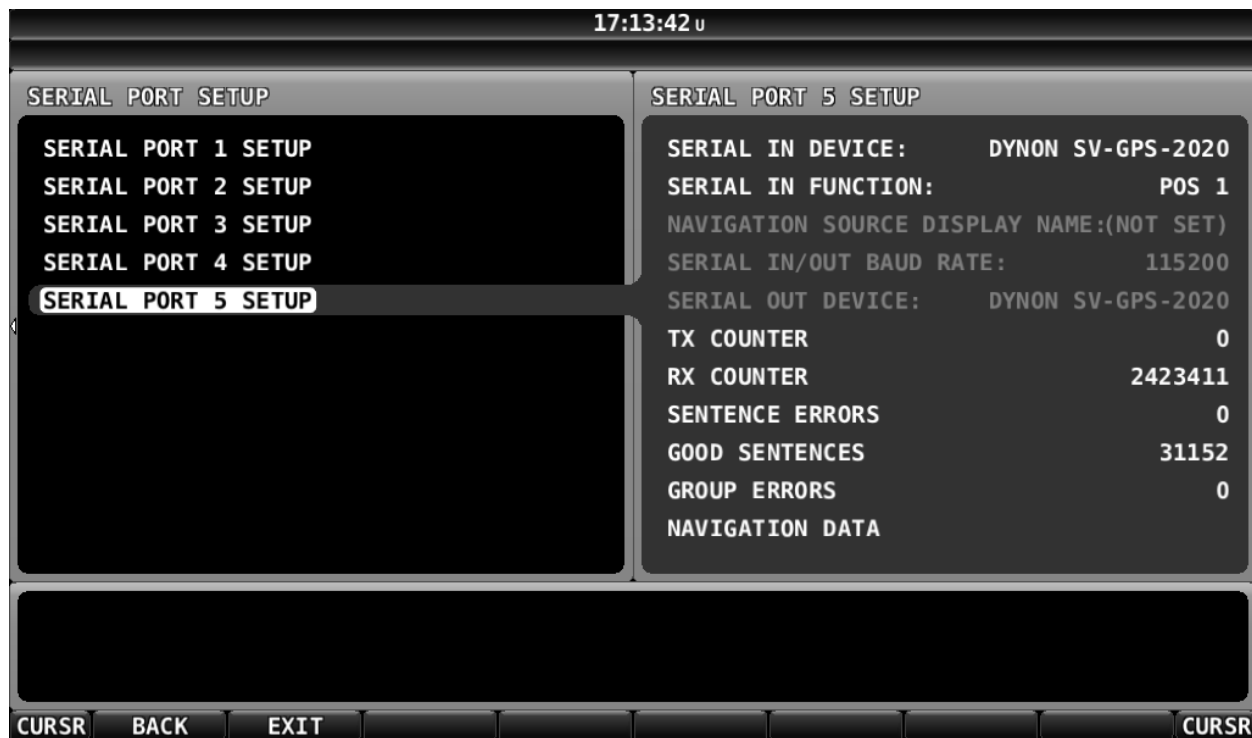 17:13:42 U
SERIAL PORT SETUP
SERIAL PORT 1 SETUP
SERIAL PORT 2 SETUP
SERIAL PORT 3 SETUP
SERIAL PORT 4 SETUP
SERIAL PORT 5 SETUP
SERIAL PORT 5 SETUP
SERIAL IN DEVICE: DYNON SV-GPS-2020
SERIAL IN FUNCTION: POS 1
NAVIGATION SOURCE DISPLAY NAME:(NOT SET)
SERIAL IN/OUT BAUD RATE: 115200
SERIAL OUT DEVICE: DYNON SV-GPS-2020
TX COUNTER 0
RX COUNTER 2423411
SENTENCE ERRORS 0
GOOD SENTENCES 31152
GROUP ERRORS 0
NAVIGATION DATA
CURSR BACK EXIT CURSR